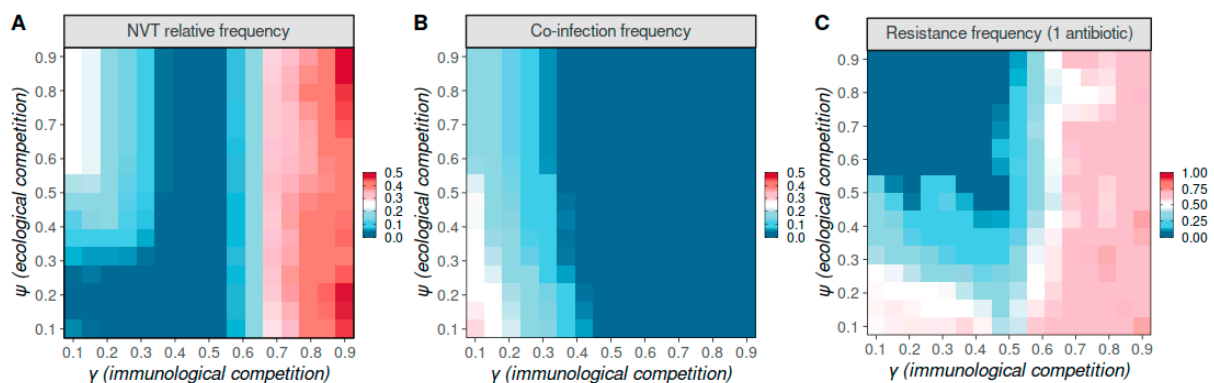 A
NVT relative frequency
0.9
0.8
0.7
0.6
0.5
0.4
0.3
0.2
0.1
ψ (ecological competition)
0.1 0.2 0.3 0.4 0.5 0.6 0.7 0.8 0.9
γ (immunological competition)
0.5
0.4
0.3
0.2
0.1
0.0
B
Co-infection frequency
0.9
0.8
0.7
0.6
0.5
0.4
0.3
0.2
0.1
ψ (ecological competition)
0.1 0.2 0.3 0.4 0.5 0.6 0.7 0.8 0.9
γ (immunological competition)
0.5
0.4
0.3
0.2
0.1
0.0
C
Resistance frequency (1 antibiotic)
0.9
0.8
0.7
0.6
0.5
0.4
0.3
0.2
0.1
ψ (ecological competition)
0.1 0.2 0.3 0.4 0.5 0.6 0.7 0.8 0.9
γ (immunological competition)
1.00
0.75
0.50
0.25
0.00